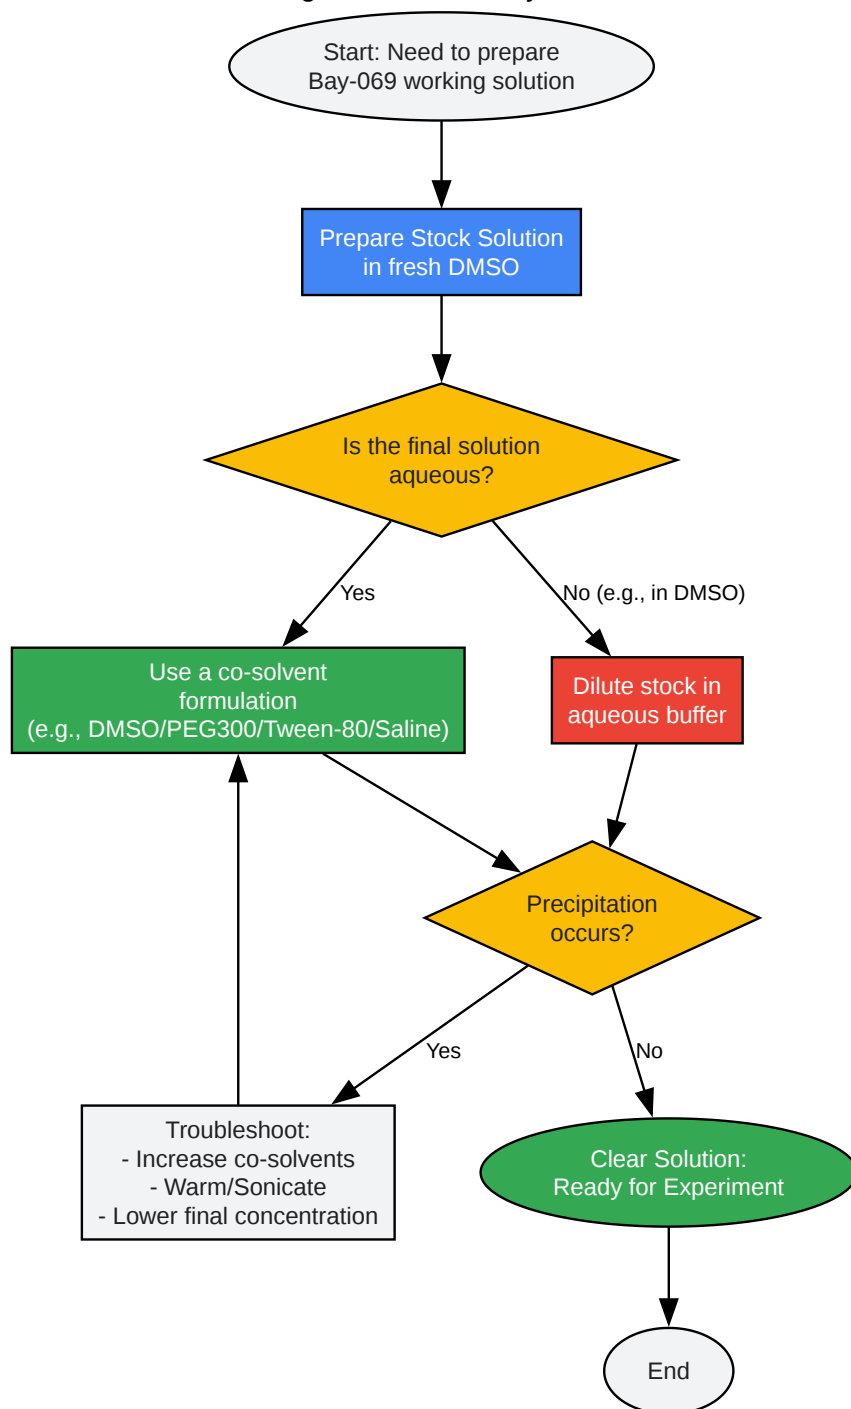 Start: Need to prepare
Bay-069 working solution
Prepare Stock Solution
in fresh DMSO
Is the final solution
aqueous?
Yes
No (e.g., in DMSO)
Use a co-solvent
formulation
(e.g., DMSO/PEG300/Tween-80/Saline)
Dilute stock in
aqueous buffer
Precipitation
occurs?
Yes
No
Troubleshoot:
- Increase co-solvents
- Warm/Sonicate
- Lower final concentration
Clear Solution:
Ready for Experiment
End